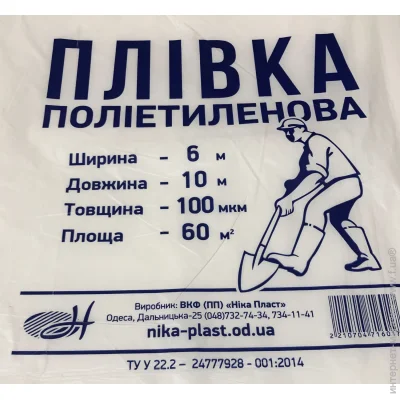 ПЛІВКА
ПОЛІЕТИЛЕНОВА
Ширина - 6 м
Довжина - 10 м
Товщина - 100 мкм
Площа - 60 м²
Виробник: ВКФ (ПП) «Ніка Пласт»
Одеса, Дальницька-25 (048)732-74-34, 734-11-41
nika-plast.od.ua
ТУ У 22.2 - 24777928 - 001:2014